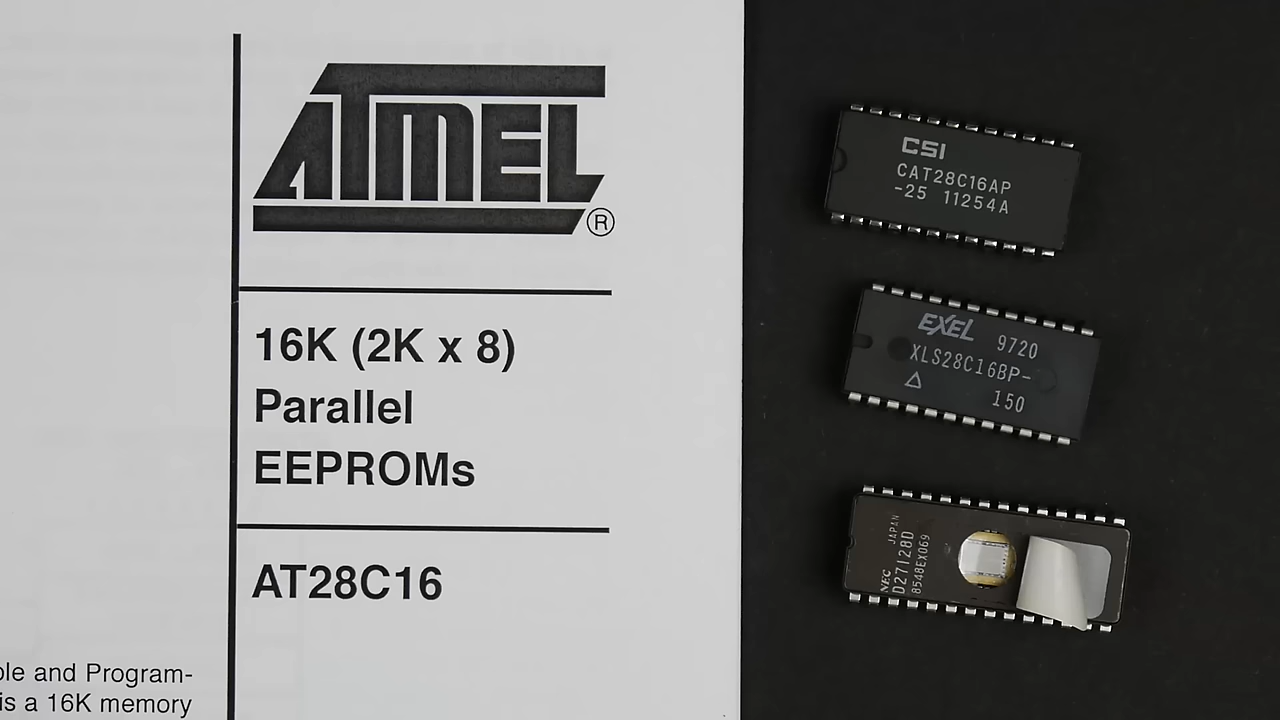 ATMEL®
16K (2K x 8)
Parallel
EEPROMs
AT28C16
ble and Program-
is a 16K memory
CSI
CAT28C16AP
-25 11254A
EXEL 9720
XLS28C16BP-
150
JAPAN
NEC
D27128D
8548EX069